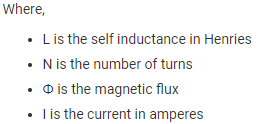 Where,
• L is the self inductance in Henries
• N is the number of turns
• Φ is the magnetic flux
• I is the current in amperes